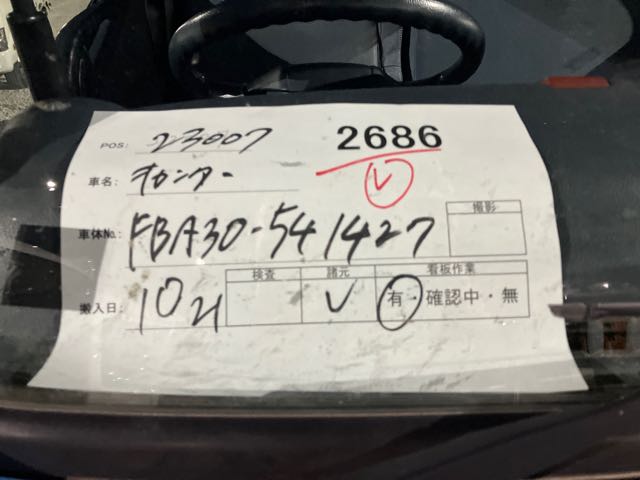 POS: 23007 2686
レ
車名: キャンター
車体No.: FBA30-541427 撮影
検査 諸元 看板作業
搬入日: 10 21 レ 有・確認中・無